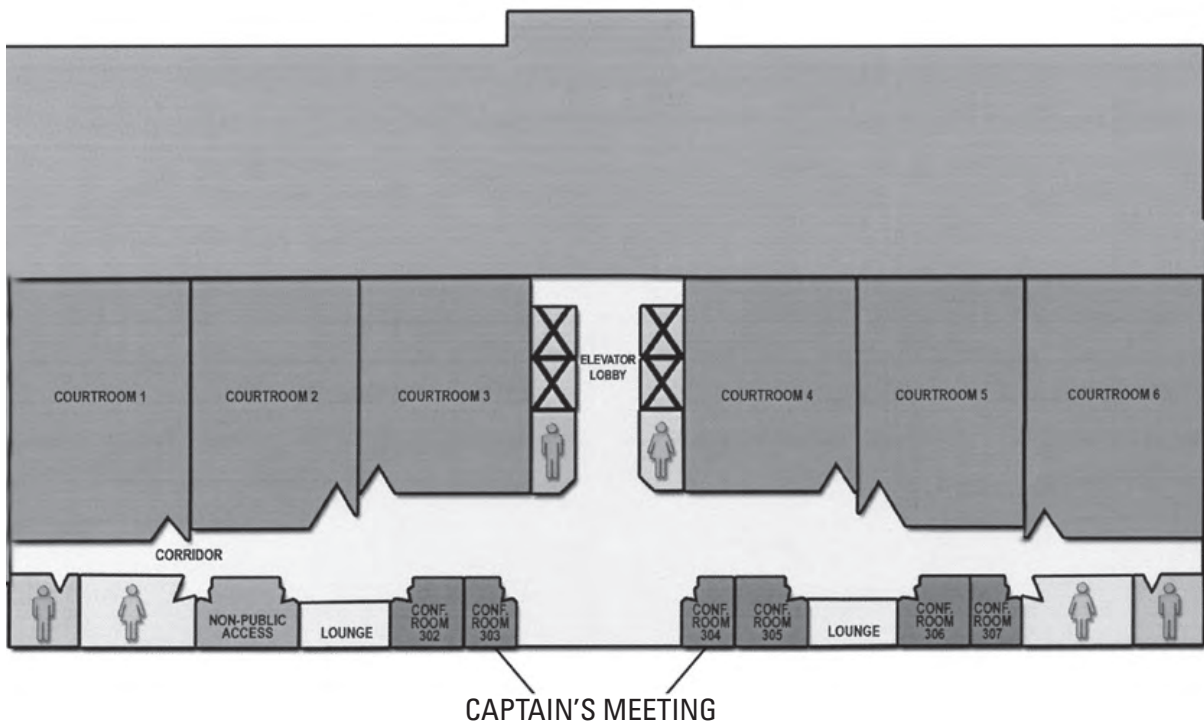 COURTROOM 1
COURTROOM 2
COURTROOM 3
ELEVATOR
LOBBY
COURTROOM 4
COURTROOM 5
COURTROOM 6
CORRIDOR
NON-PUBLIC
ACCESS
LOUNGE
CONF.
ROOM
302
CONF.
ROOM
303
CONF.
ROOM
304
CONF.
ROOM
305
LOUNGE
CONF.
ROOM
306
CONF.
ROOM
307
CAPTAIN'S MEETING